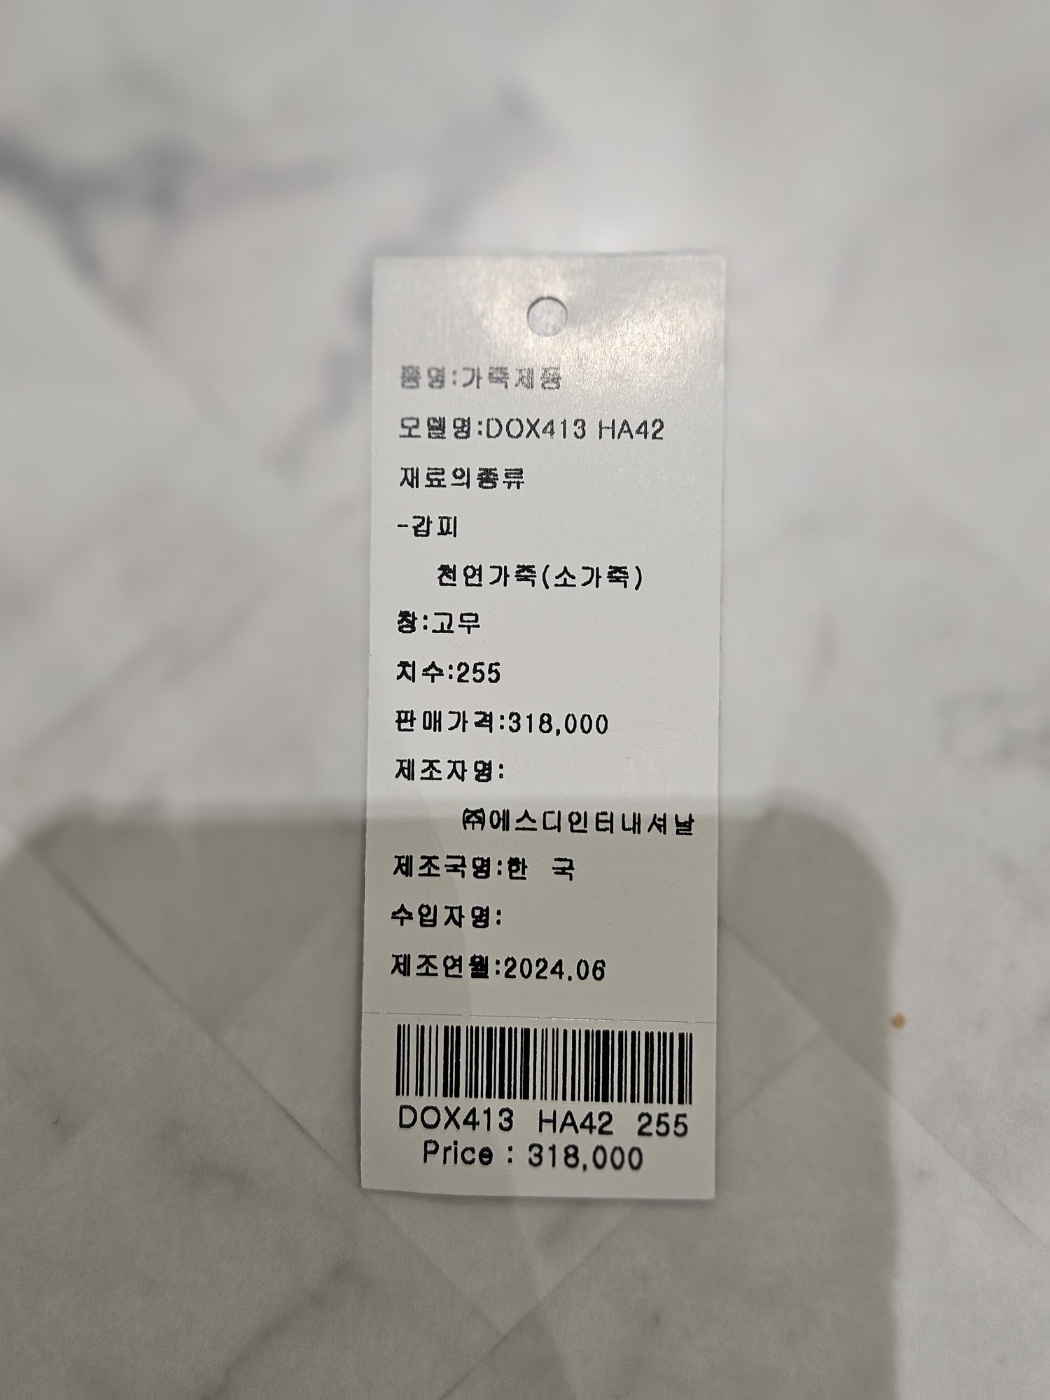 품명:가죽제품
모델명:DOX413 HA42
재료의종류
-갑피
천연가죽(소가죽)
창:고무
치수:255
판매가격:318,000
제조자명:
㈜에스디인터내셔날
제조국명:한 국
수입자명:
제조연월:2024.06
DOX413 HA42 255
Price : 318,000